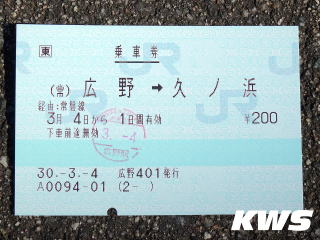 東
乗車券
(常) 広野 → 久ノ浜
経由:常磐線
3月 4日から 1日間有効 ¥200
下車前途無効
3.-4
30.-3.-4 広野401発行
A0094-01 (2- )
KWS